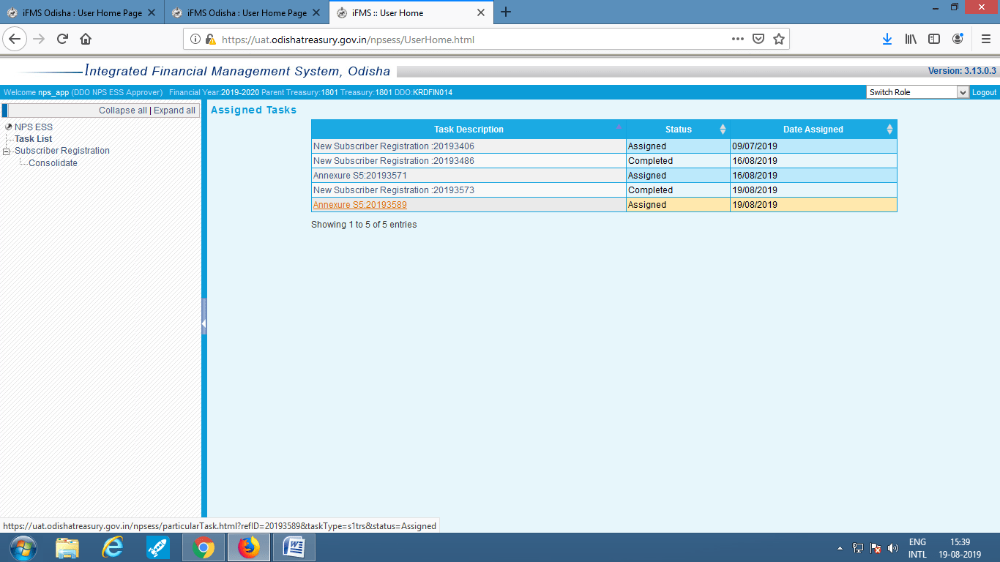 iFMS Odisha : User Home Page
iFMS Odisha : User Home Page
iFMS :: User Home
https://uat.odishatreasury.gov.in/npsess/UserHome.html
Integrated Financial Management System, Odisha
Version: 3.13.0.3
Welcome nps_app (DDO NPS ESS Approver) Financial Year:2019-2020 Parent Treasury:1801 Treasury:1801 DDO:KRDFIN014
Switch Role
Logout
Collapse all | Expand all
NPS ESS
Task List
Subscriber Registration
Consolidate
Assigned Tasks
Task Description Status Date Assigned
New Subscriber Registration :20193406 Assigned 09/07/2019
New Subscriber Registration :20193486 Completed 16/08/2019
Annexure S5:20193571 Assigned 16/08/2019
New Subscriber Registration :20193573 Completed 19/08/2019
Annexure S5:20193589 Assigned 19/08/2019
Showing 1 to 5 of 5 entries
https://uat.odishatreasury.gov.in/npsess/particularTask.html?refID=20193589&taskType=s1trs&status=Assigned
ENG 15:39
INTL 19-08-2019